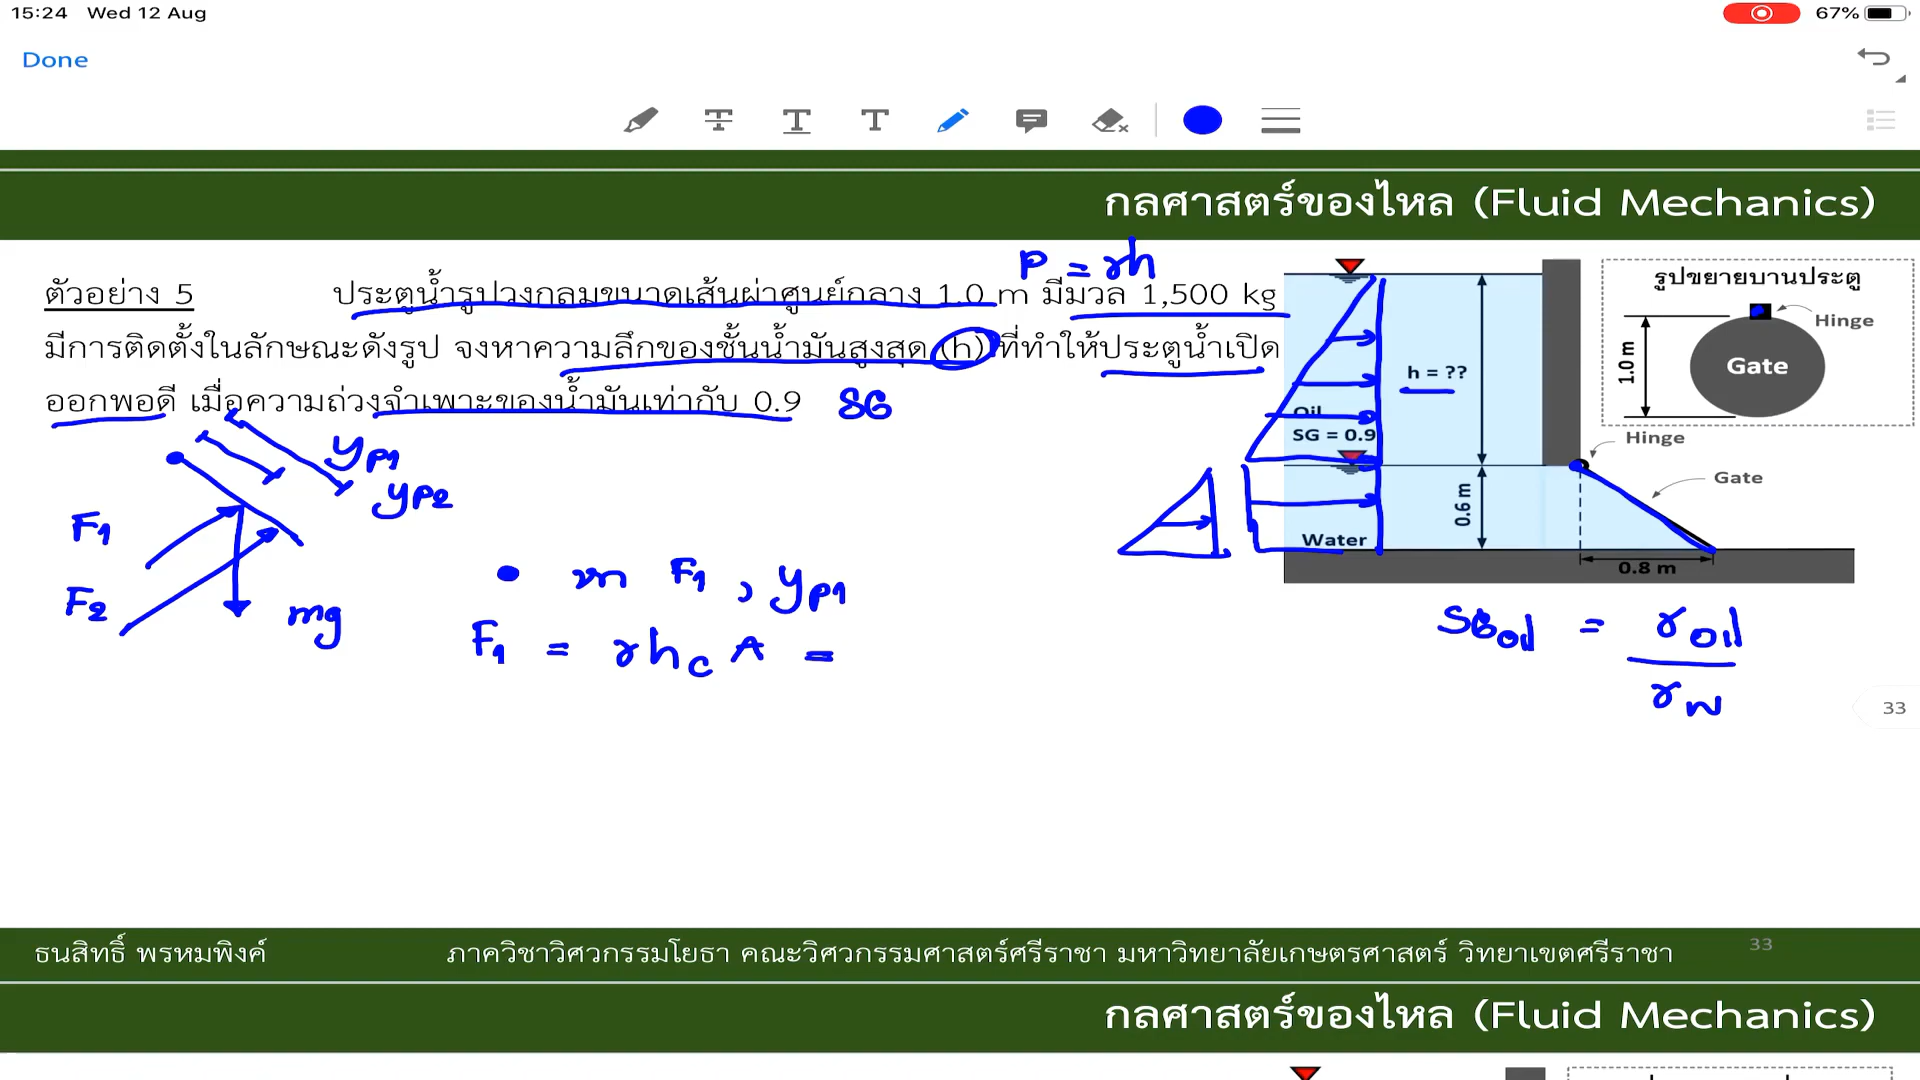 15:24 Wed 12 Aug
67%
Done
กลศาสตร์ของไหล (Fluid Mechanics)
P = γh
ตัวอย่าง 5 ประตูน้ำรูปวงกลมขนาดเส้นผ่าศูนย์กลาง 1.0 m มีมวล 1,500 kg
มีการติดตั้งในลักษณะดังรูป จงหาความลึกของชั้นน้ำมันสูงสุด (h) ที่ทำให้ประตูน้ำเปิด
ออกพอดี เมื่อความถ่วงจำเพาะของน้ำมันเท่ากับ 0.9 SG
รูปขยายบานประตู
Hinge
1.0 m
Gate
h = ??
Oil
SG = 0.9
Hinge
Gate
0.6 m
Water
0.8 m
yp1
yp2
F1
F2
mg
• หา F1 , yp1
F1 = γhc A =
SGoil = γoil / γw
33
ธนสิทธิ์ พรหมพิงค์ ภาควิชาวิศวกรรมโยธา คณะวิศวกรรมศาสตร์ศรีราชา มหาวิทยาลัยเกษตรศาสตร์ วิทยาเขตศรีราชา 33
กลศาสตร์ของไหล (Fluid Mechanics)